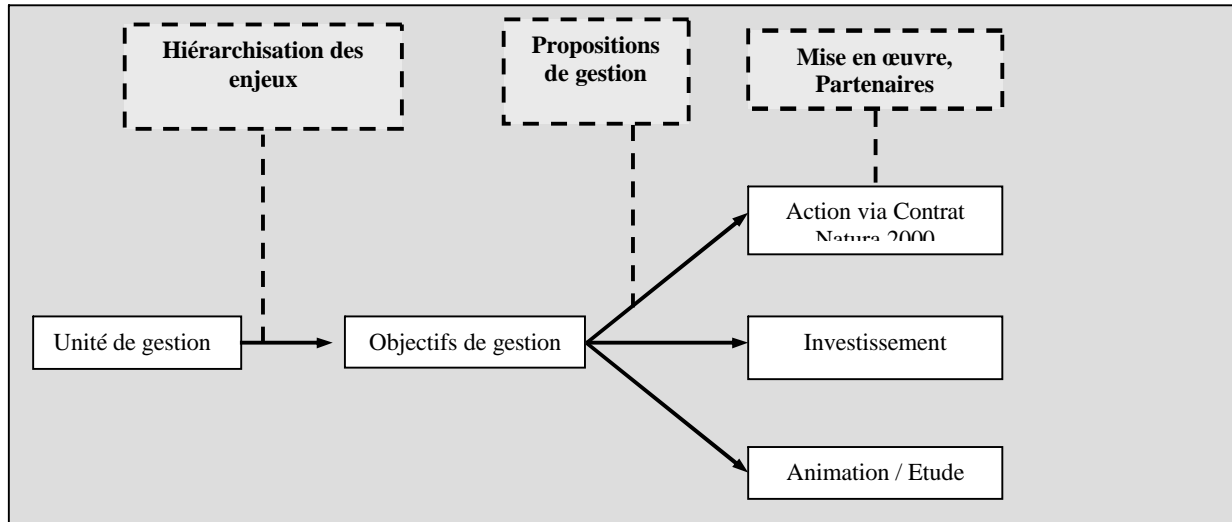 Hiérarchisation des
enjeux
Propositions
de gestion
Mise en œuvre,
Partenaires
Action via Contrat
Natura 2000
Unité de gestion
Objectifs de gestion
Investissement
Animation / Etude